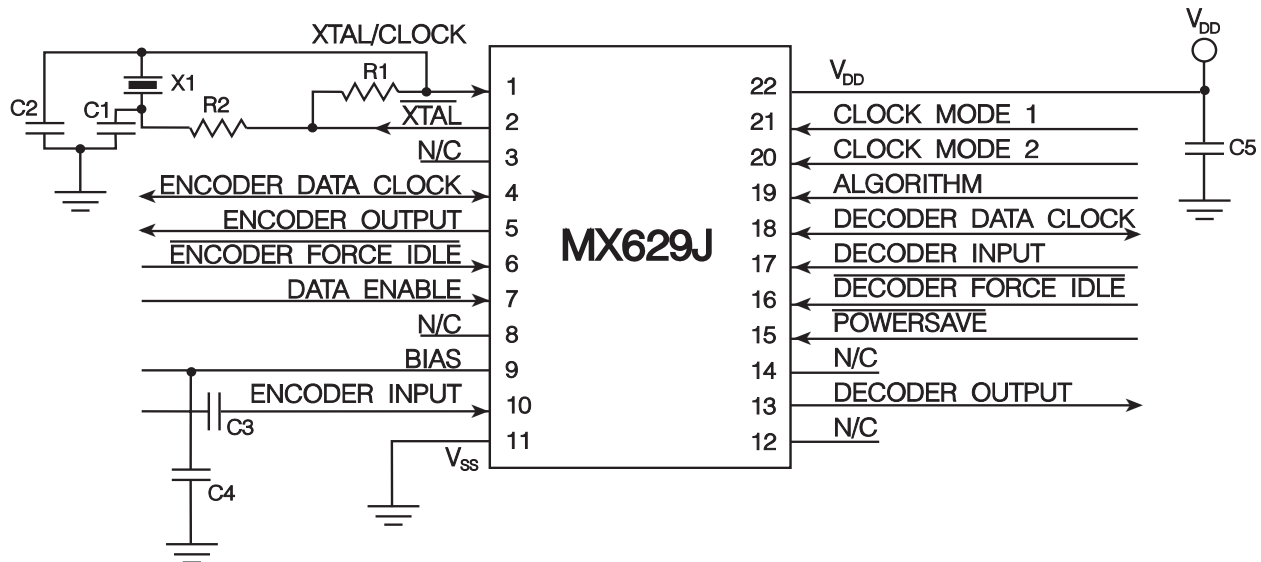 XTAL/CLOCK
X1
R1
C2
C1
R2
XTAL
N/C
ENCODER DATA CLOCK
ENCODER OUTPUT
ENCODER FORCE IDLE
DATA ENABLE
N/C
BIAS
ENCODER INPUT
C3
VSS
C4
1
2
3
4
5
6
7
8
9
10
11
MX629J
22
21
20
19
18
17
16
15
14
13
12
VDD
VDD
CLOCK MODE 1
CLOCK MODE 2
C5
ALGORITHM
DECODER DATA CLOCK
DECODER INPUT
DECODER FORCE IDLE
POWERSAVE
N/C
DECODER OUTPUT
N/C